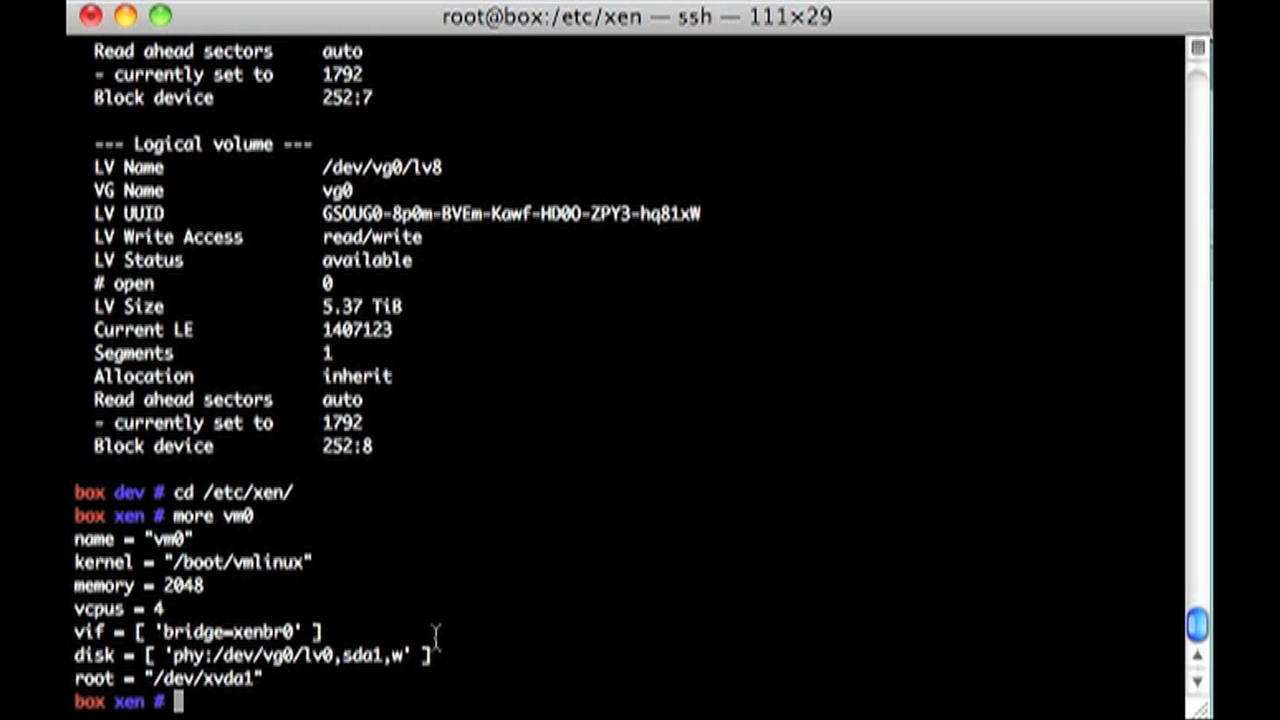 root@box:/etc/xen — ssh — 111×29
Read ahead sectors auto
- currently set to 1792
Block device 252:7
--- Logical volume ---
LV Name /dev/vg0/lv8
VG Name vg0
LV UUID GSOUG0-8p0m-BVEm-Kawf-HD0O-ZPY3-hq81xW
LV Write Access read/write
LV Status available
# open 0
LV Size 5.37 TiB
Current LE 1407123
Segments 1
Allocation inherit
Read ahead sectors auto
- currently set to 1792
Block device 252:8
box dev # cd /etc/xen/
box xen # more vm0
name = "vm0"
kernel = "/boot/vmlinux"
memory = 2048
vcpus = 4
vif = [ 'bridge=xenbr0' ]
disk = [ 'phy:/dev/vg0/lv0,sda1,w' ]
root = "/dev/xvda1"
box xen #